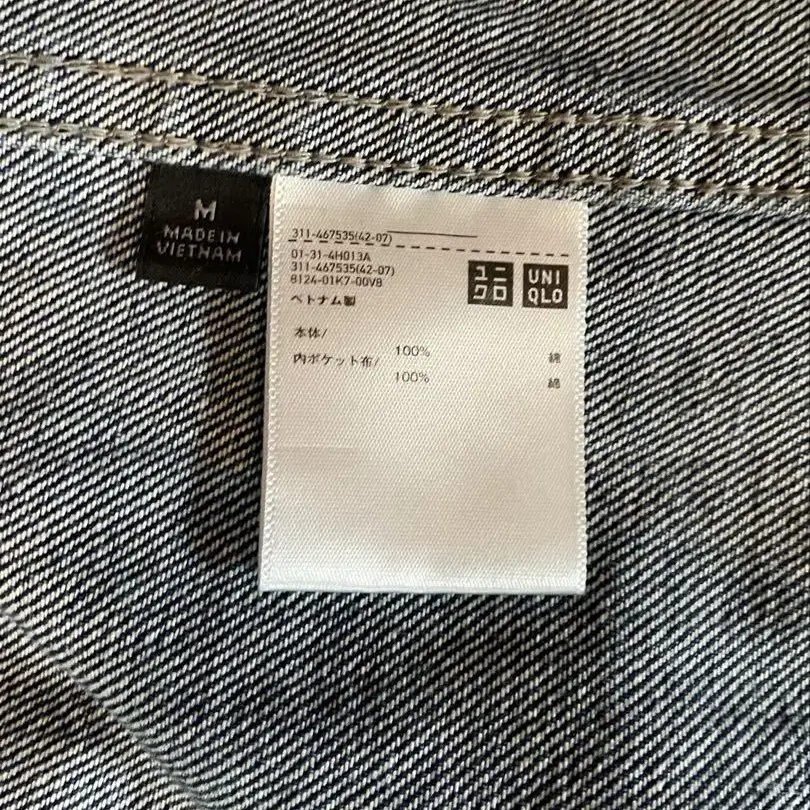 M
MADE IN
VIETNAM
311-467535(42-07)
01-31-4H013A
311-467535(42-07)
8124-01K7-00V8
ベトナム製
ユニ
クロ
UNI
QLO
本体/
100% 綿
内ポケット布/
100% 綿